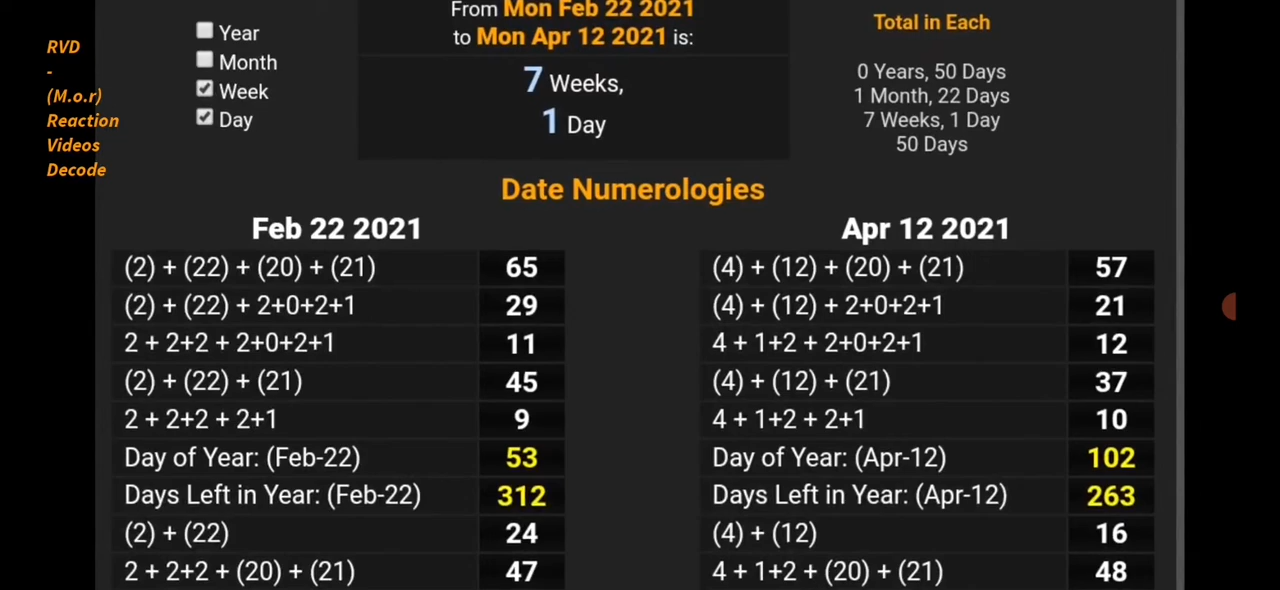 RVD
-
(M.o.r)
Reaction
Videos
Decode
Year
Month
Week
Day
From Mon Feb 22 2021
to Mon Apr 12 2021 is:
7 Weeks,
1 Day
Total in Each
0 Years, 50 Days
1 Month, 22 Days
7 Weeks, 1 Day
50 Days
Date Numerologies
Feb 22 2021
(2) + (22) + (20) + (21) 65
(2) + (22) + 2+0+2+1 29
2 + 2+2 + 2+0+2+1 11
(2) + (22) + (21) 45
2 + 2+2 + 2+1 9
Day of Year: (Feb-22) 53
Days Left in Year: (Feb-22) 312
(2) + (22) 24
2 + 2+2 + (20) + (21) 47
Apr 12 2021
(4) + (12) + (20) + (21) 57
(4) + (12) + 2+0+2+1 21
4 + 1+2 + 2+0+2+1 12
(4) + (12) + (21) 37
4 + 1+2 + 2+1 10
Day of Year: (Apr-12) 102
Days Left in Year: (Apr-12) 263
(4) + (12) 16
4 + 1+2 + (20) + (21) 48